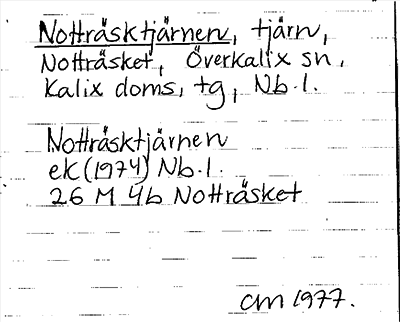 Notträsktjärnen, tjärn,
Notträsket, Överkalix sn,
Kalix doms, tg, Nb.l.
Notträsktjärnen
ek (1974) Nb.l.
26 M 4b Notträsket
cm 1977.